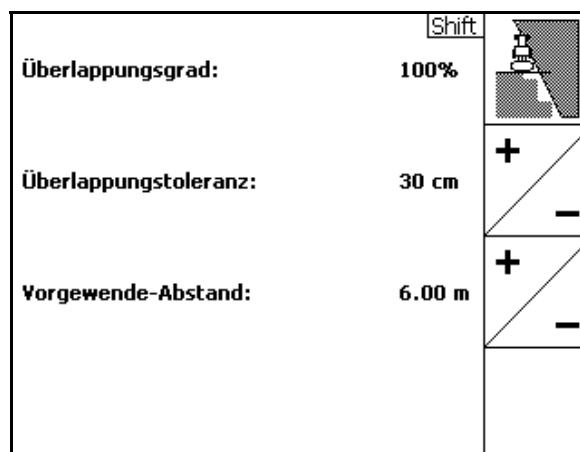 Shift
Überlappungsgrad: 100%
Überlappungstoleranz: 30 cm
+
−
Vorgewende-Abstand: 6.00 m
+
−